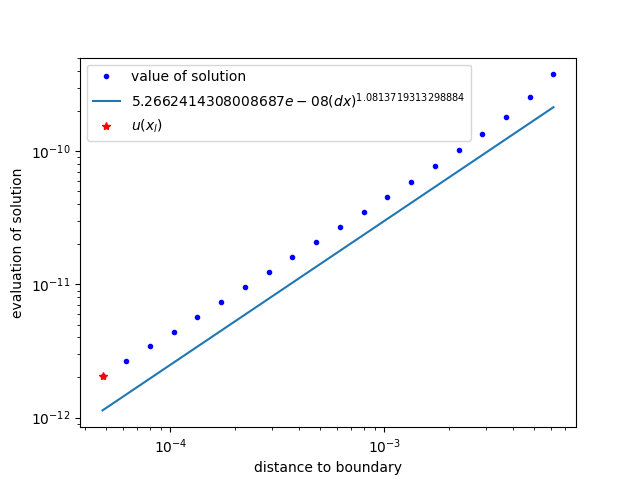 value of solution
5.2662414308008687e − 08(dx)^1.0813719313298884
u(x_l)
10^−10
10^−11
10^−12
evaluation of solution
10^−4 10^−3
distance to boundary